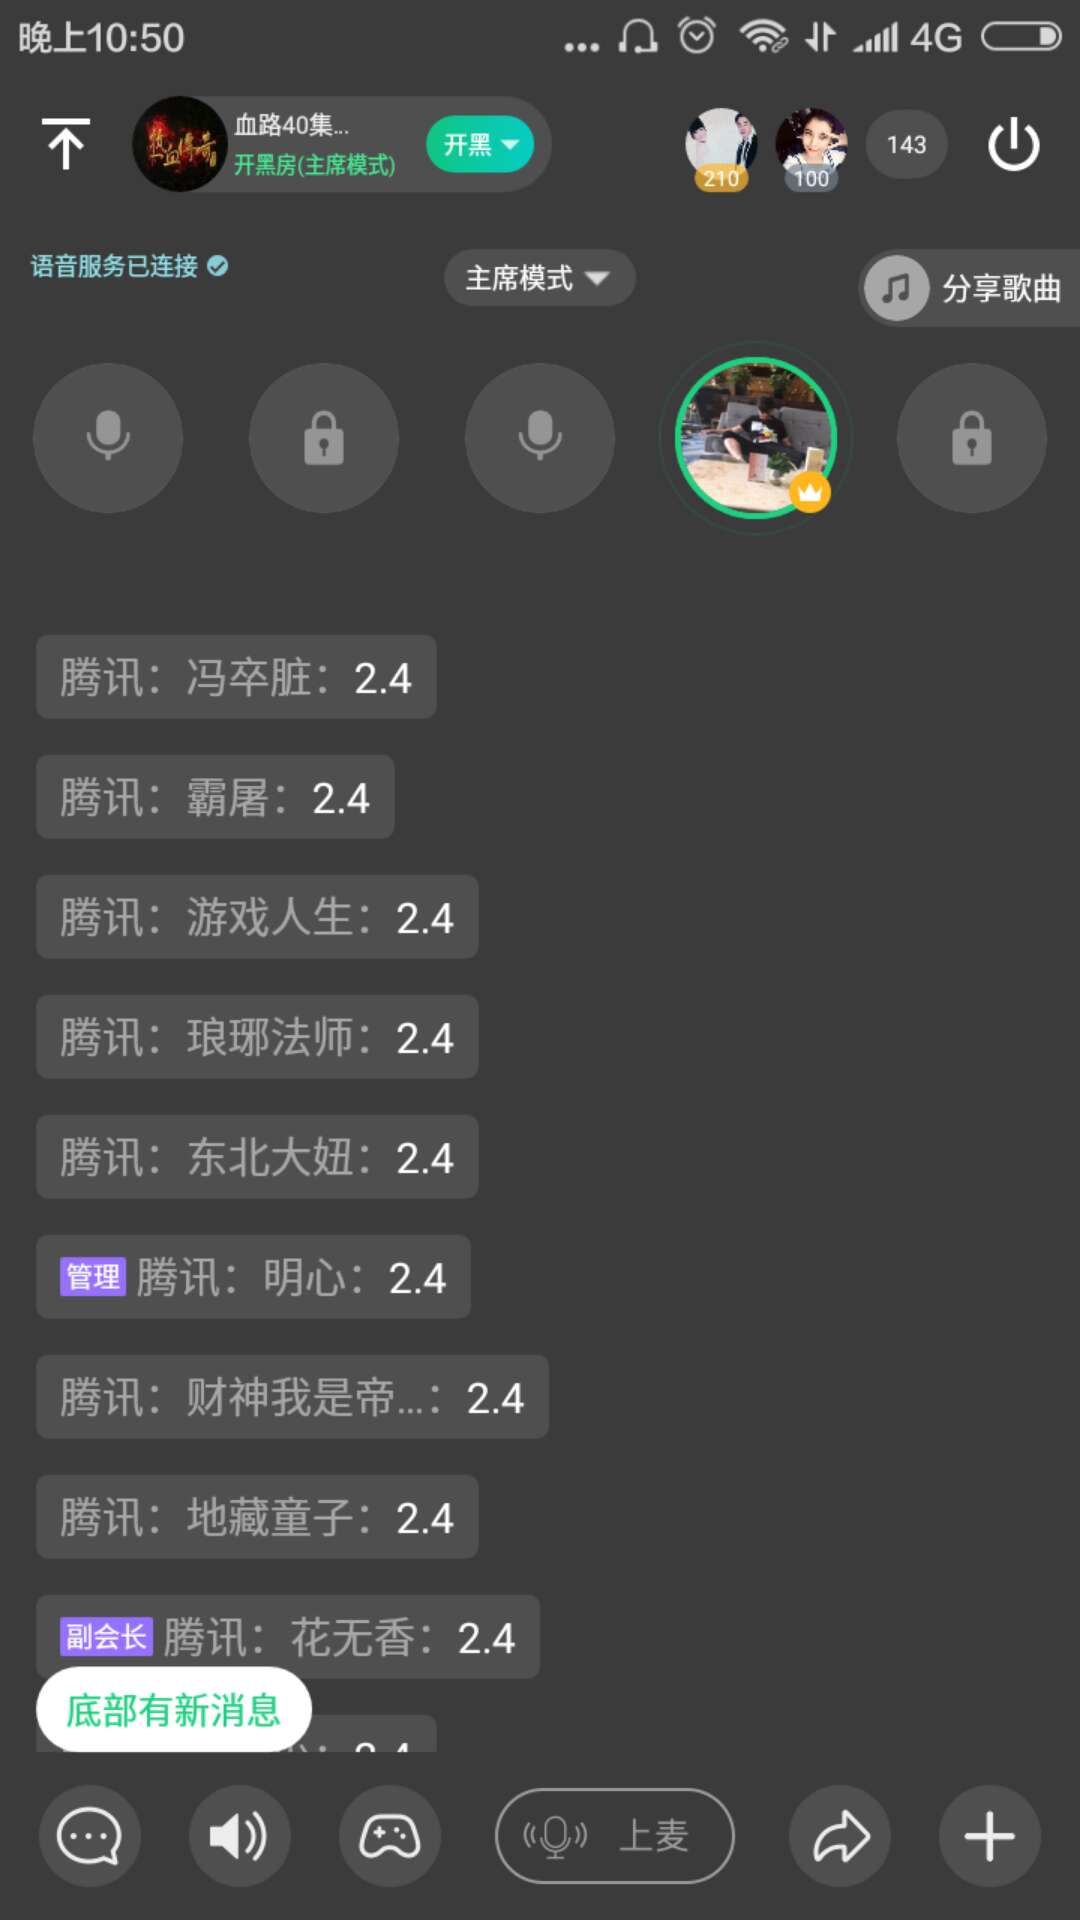 晚上10:50
4G
热血传奇
血路40集...
开黑房(主席模式)
开黑
210
100
143
语音服务已连接
主席模式
分享歌曲
腾讯：冯卒脏：2.4
腾讯：霸屠：2.4
腾讯：游戏人生：2.4
腾讯：琅琊法师：2.4
腾讯：东北大妞：2.4
管理 腾讯：明心：2.4
腾讯：财神我是帝...：2.4
腾讯：地藏童子：2.4
副会长 腾讯：花无香：2.4
底部有新消息
上麦